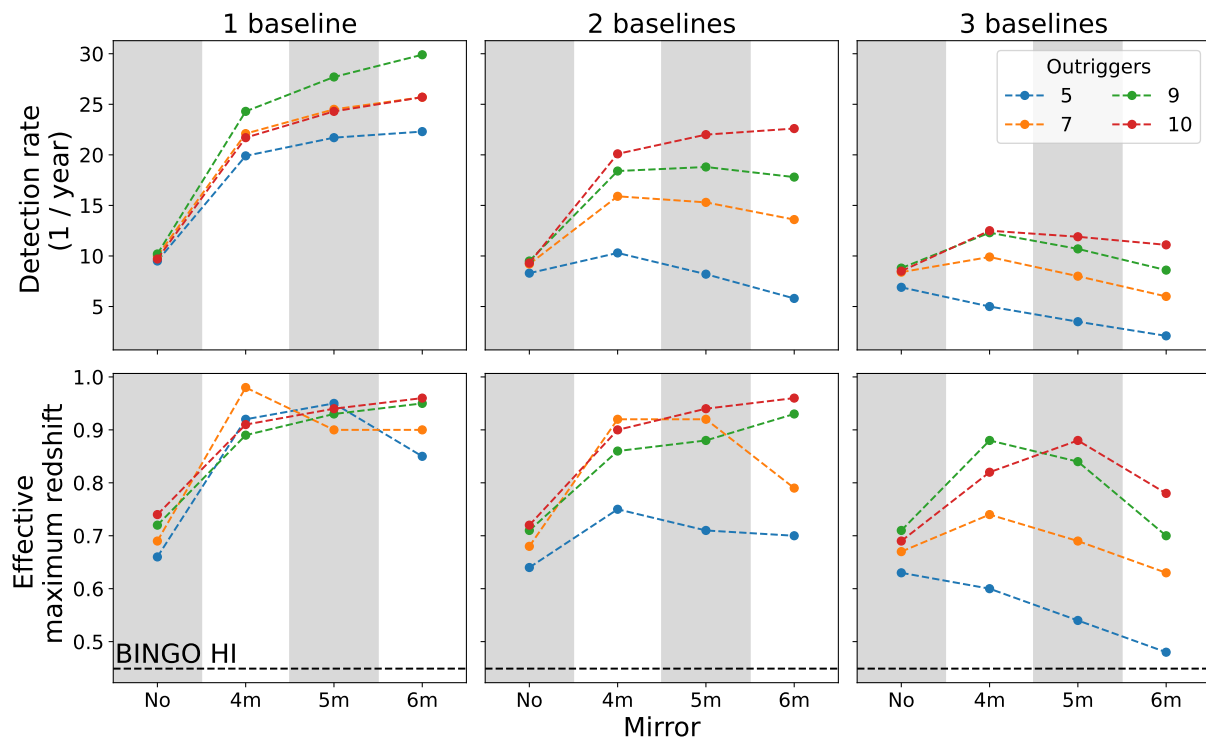 1 baseline
2 baselines
3 baselines
Detection rate
(1 / year)
30
25
20
15
10
5
Outriggers
5
9
7
10
Effective
maximum redshift
1.0
0.9
0.8
0.7
0.6
0.5
BINGO HI
No
4m
5m
6m
No
4m
5m
6m
No
4m
5m
6m
Mirror